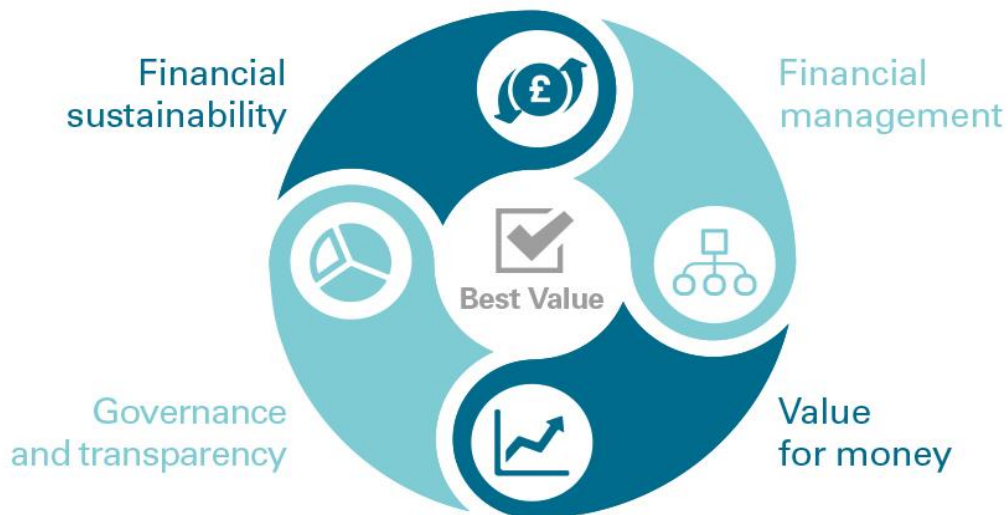 Financial
sustainability
Financial
management
£
Best Value
Governance
and transparency
Value
for money